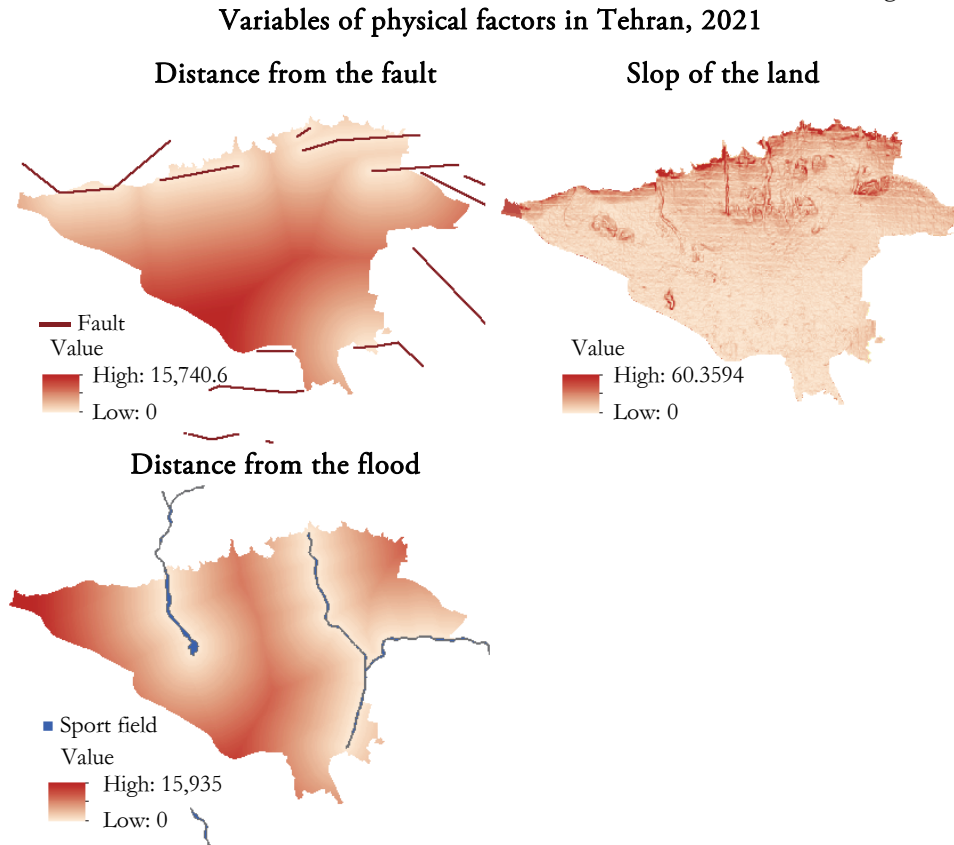 Variables of physical factors in Tehran, 2021
Distance from the fault
Slop of the land
Fault
Value
High: 15,740.6
Low: 0
Value
High: 60.3594
Low: 0
Distance from the flood
Sport field
Value
High: 15,935
Low: 0